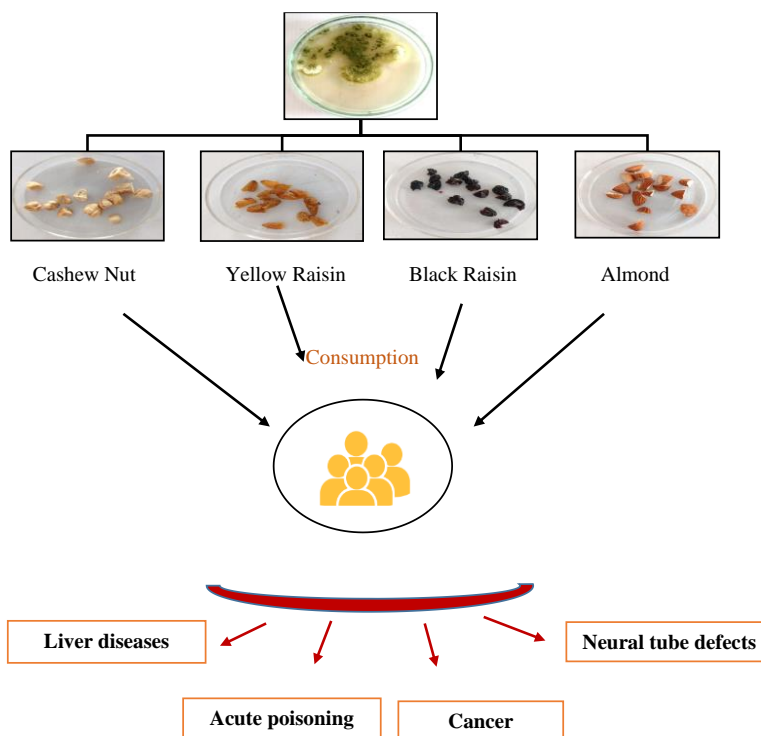 Cashew Nut
Yellow Raisin
Black Raisin
Almond
Consumption
Liver diseases
Neural tube defects
Acute poisoning
Cancer